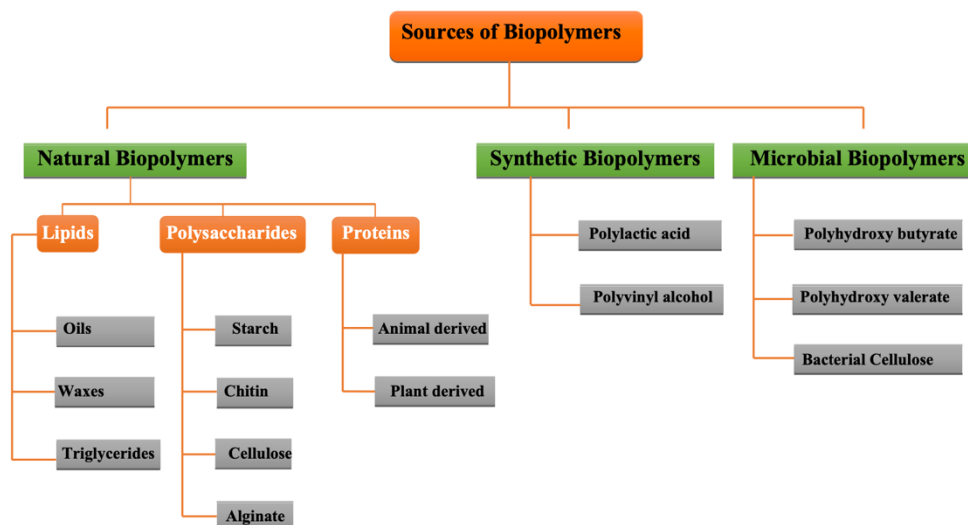 Sources of Biopolymers
Natural Biopolymers
Synthetic Biopolymers
Microbial Biopolymers
Lipids
Polysaccharides
Proteins
Polylactic acid
Polyhydroxy butyrate
Polyvinyl alcohol
Polyhydroxy valerate
Oils
Starch
Animal derived
Bacterial Cellulose
Waxes
Chitin
Plant derived
Triglycerides
Cellulose
Alginate